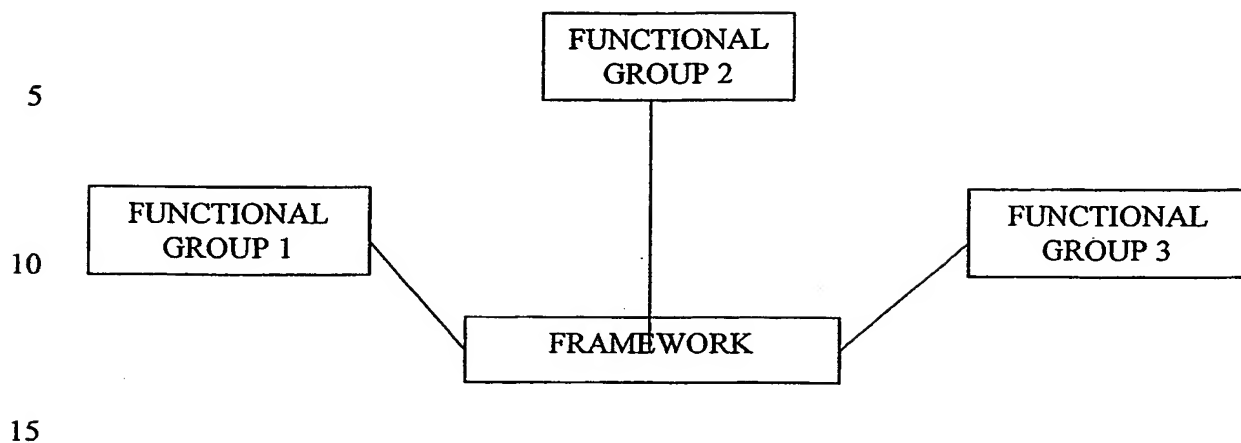 FUNCTIONAL
GROUP 2
5
FUNCTIONAL
GROUP 1
FUNCTIONAL
GROUP 3
10
FRAMEWORK
15